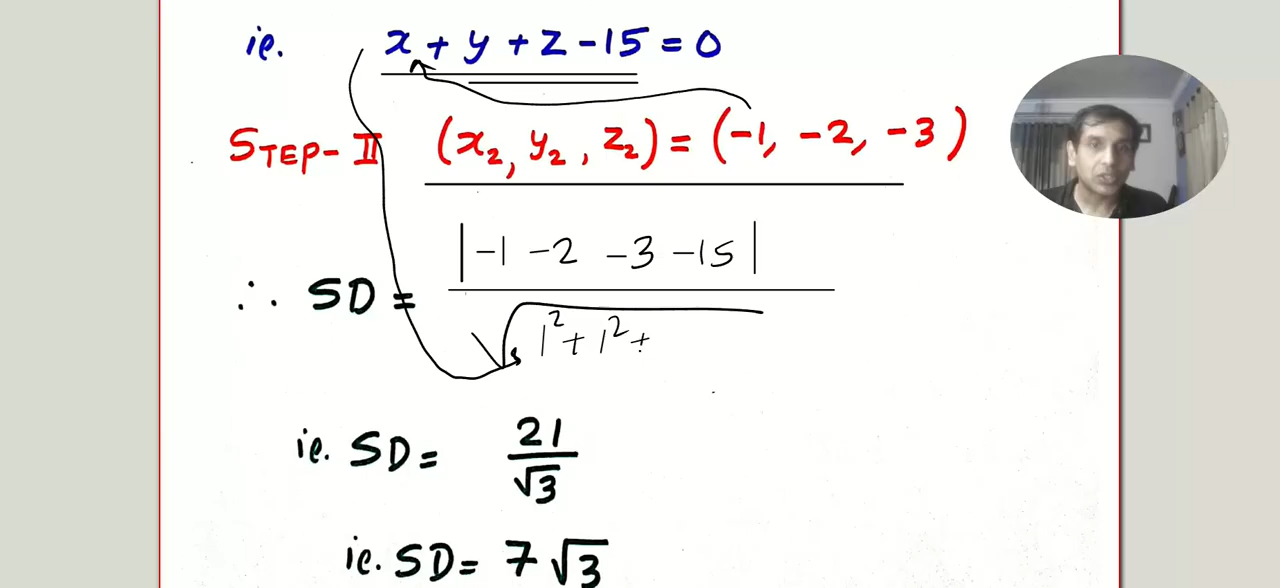 ie. x + y + z - 15 = 0
STEP-II (x₂, y₂, z₂) = (-1, -2, -3)
∴ SD = |-1 -2 -3 -15| / √(1² + 1² +
ie. SD = 21/√3
ie. SD = 7√3